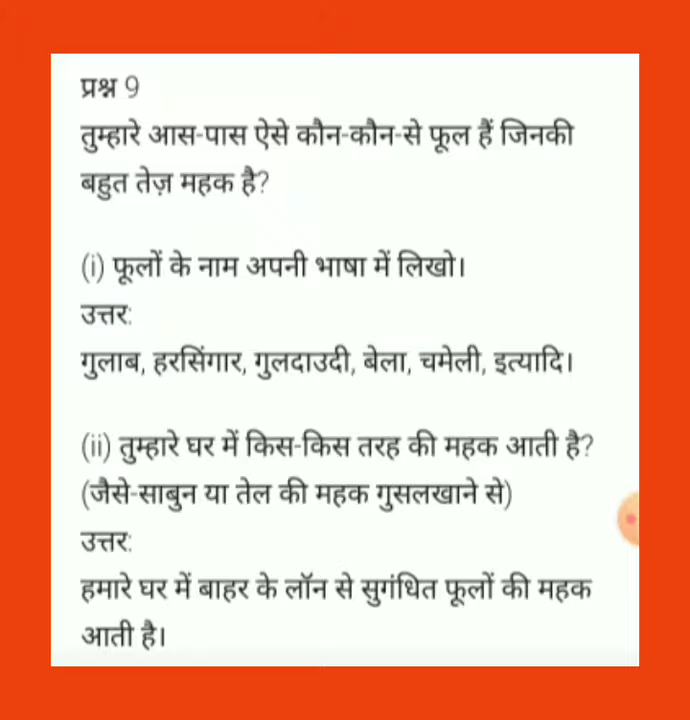 प्रश्न 9
तुम्हारे आस-पास ऐसे कौन-कौन-से फूल हैं जिनकी
बहुत तेज़ महक है?
(i) फूलों के नाम अपनी भाषा में लिखो।
उत्तर:
गुलाब, हरसिंगार, गुलदाउदी, बेला, चमेली, इत्यादि।
(ii) तुम्हारे घर में किस-किस तरह की महक आती है?
(जैसे-साबुन या तेल की महक गुसलखाने से)
उत्तर:
हमारे घर में बाहर के लॉन से सुगंधित फूलों की महक
आती है।